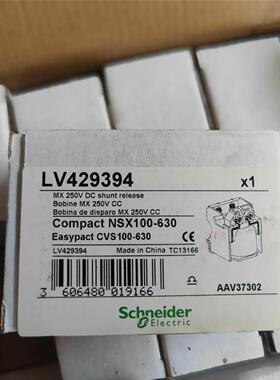 LV429394
x1
MX 250V DC shunt release
Bobine MX 250V CC
Bobina de disparo MX 250V CC
Compact NSX100-630
Easypact CVS100-630
LV429394
Made in China TC13166
3 606480 019166
AAV37302
Schneider
Electric